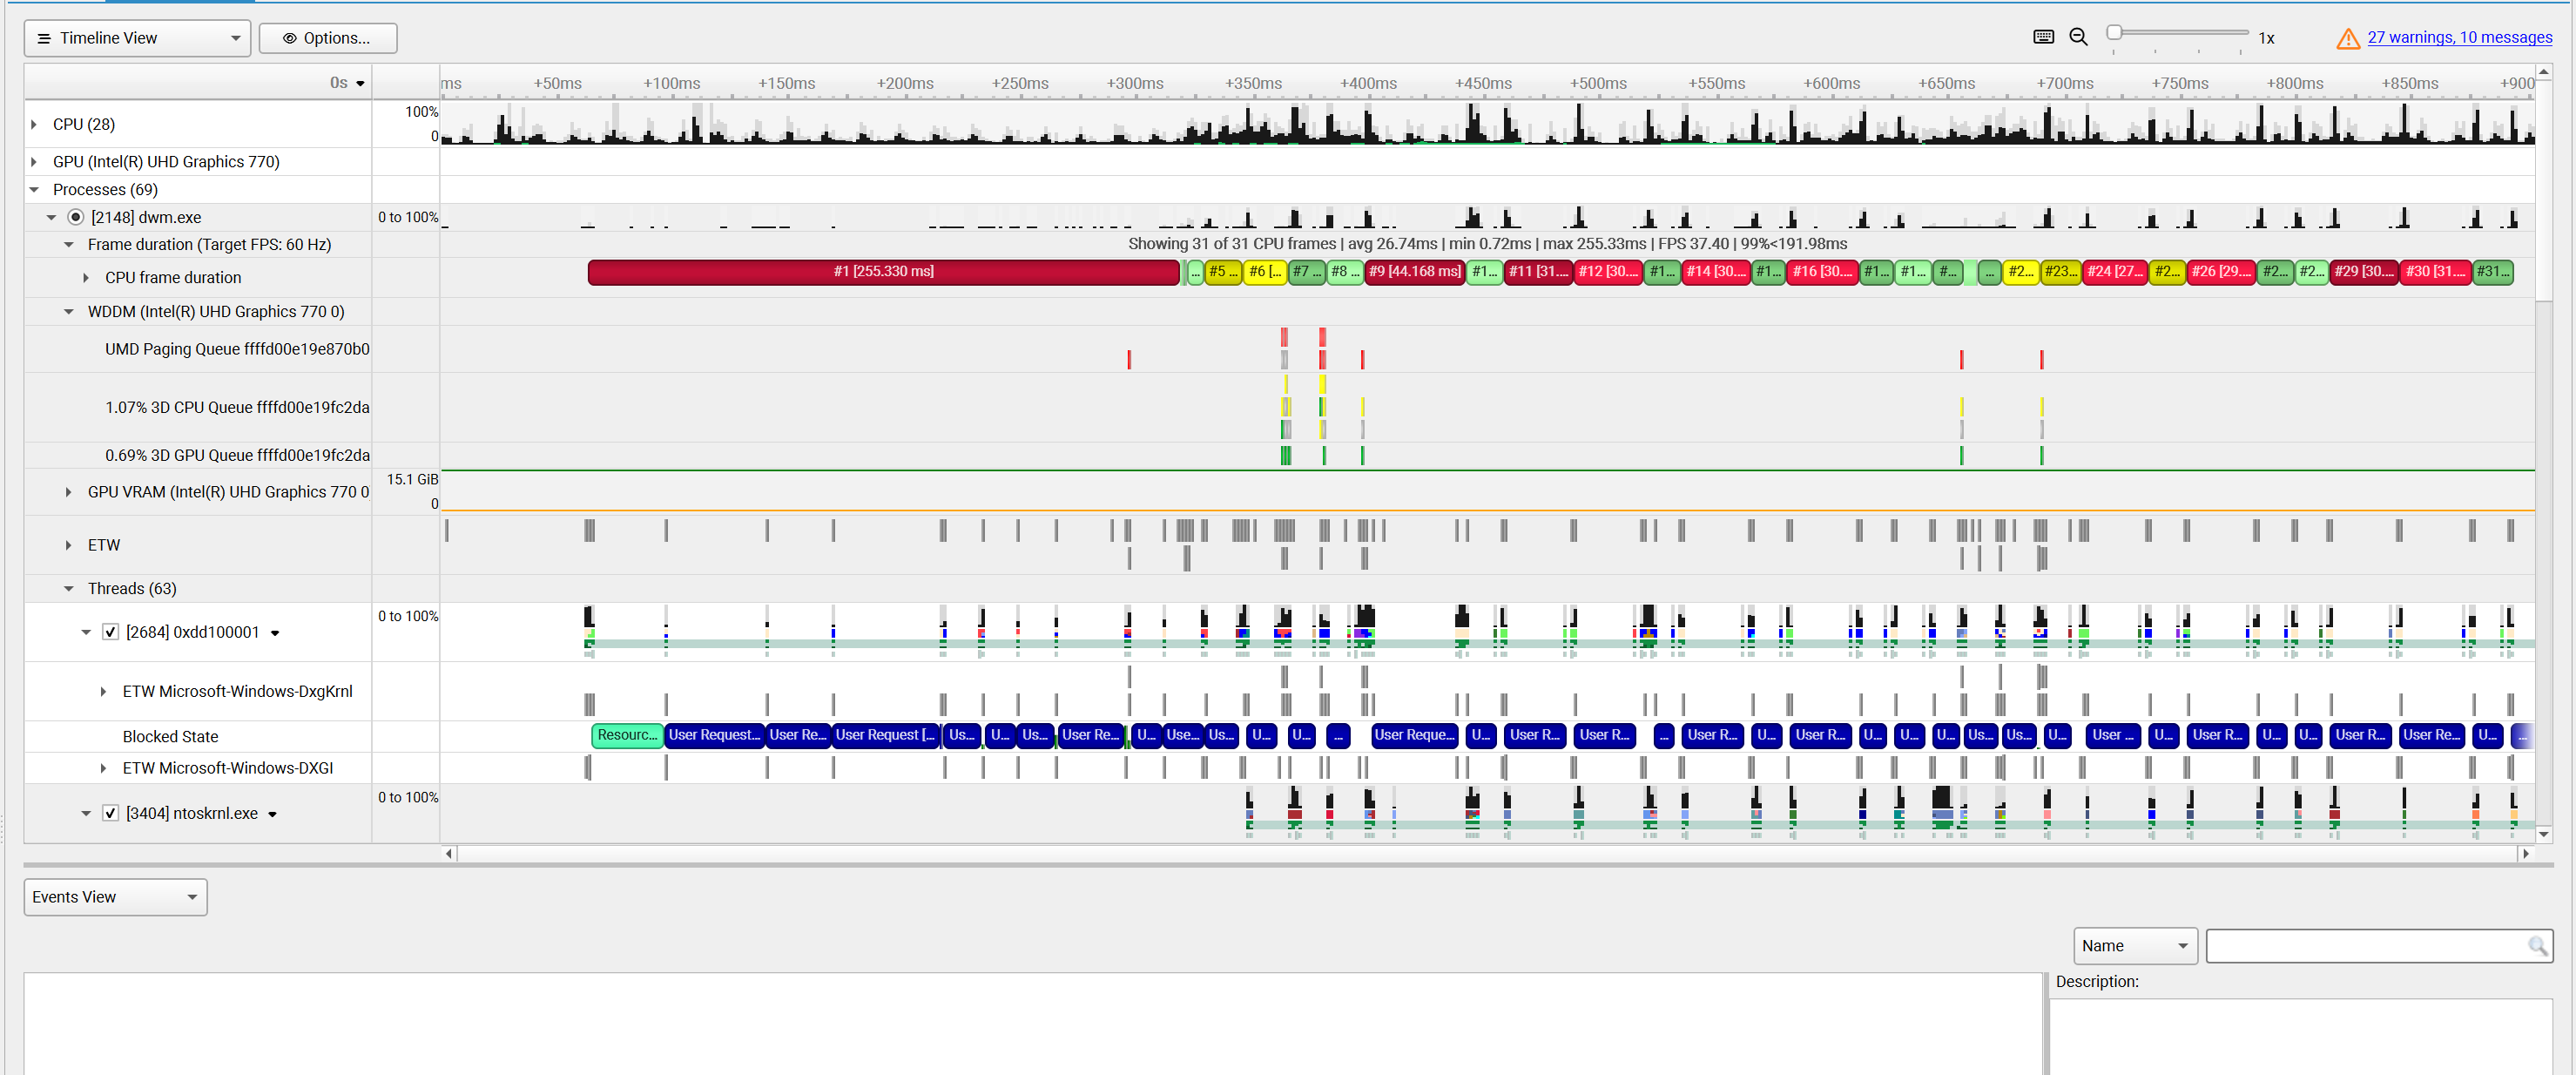 Timeline View
Options...
1x
27 warnings, 10 messages
0s
ms +50ms +100ms +150ms +200ms +250ms +300ms +350ms +400ms +450ms +500ms +550ms +600ms +650ms +700ms +750ms +800ms +850ms +900
CPU (28)
100%
0
GPU (Intel(R) UHD Graphics 770)
Processes (69)
[2148] dwm.exe
0 to 100%
Frame duration (Target FPS: 60 Hz)
Showing 31 of 31 CPU frames | avg 26.74ms | min 0.72ms | max 255.33ms | FPS 37.40 | 99%<191.98ms
CPU frame duration
#1 [255.330 ms] ... #5 ... #6 [... #7 ... #8 ... #9 [44.168 ms] #1... #11 [31.... #12 [30.... #1... #14 [30.... #1... #16 [30.... #1... #1... #... ... #2... #23... #24 [27... #2... #26 [29.... #2... #2... #29 [30.... #30 [31.... #31...
WDDM (Intel(R) UHD Graphics 770 0)
UMD Paging Queue ffffd00e19e870b0
1.07% 3D CPU Queue ffffd00e19fc2da
0.69% 3D GPU Queue ffffd00e19fc2da
GPU VRAM (Intel(R) UHD Graphics 770 0
15.1 GiB
0
ETW
Threads (63)
[2684] 0xdd100001
0 to 100%
ETW Microsoft-Windows-DxgKrnl
Blocked State
Resourc... User Request... User Re... User Request [... Us... U... Us... User Re... U... Use... Us... U... U... ... User Reque... U... User R... User R... ... User R... U... User R... U... U... U... Us... Us... U... User ... U... User R... U... U... User R... User Re... U... ...
ETW Microsoft-Windows-DXGI
[3404] ntoskrnl.exe
0 to 100%
Events View
Name
Description: